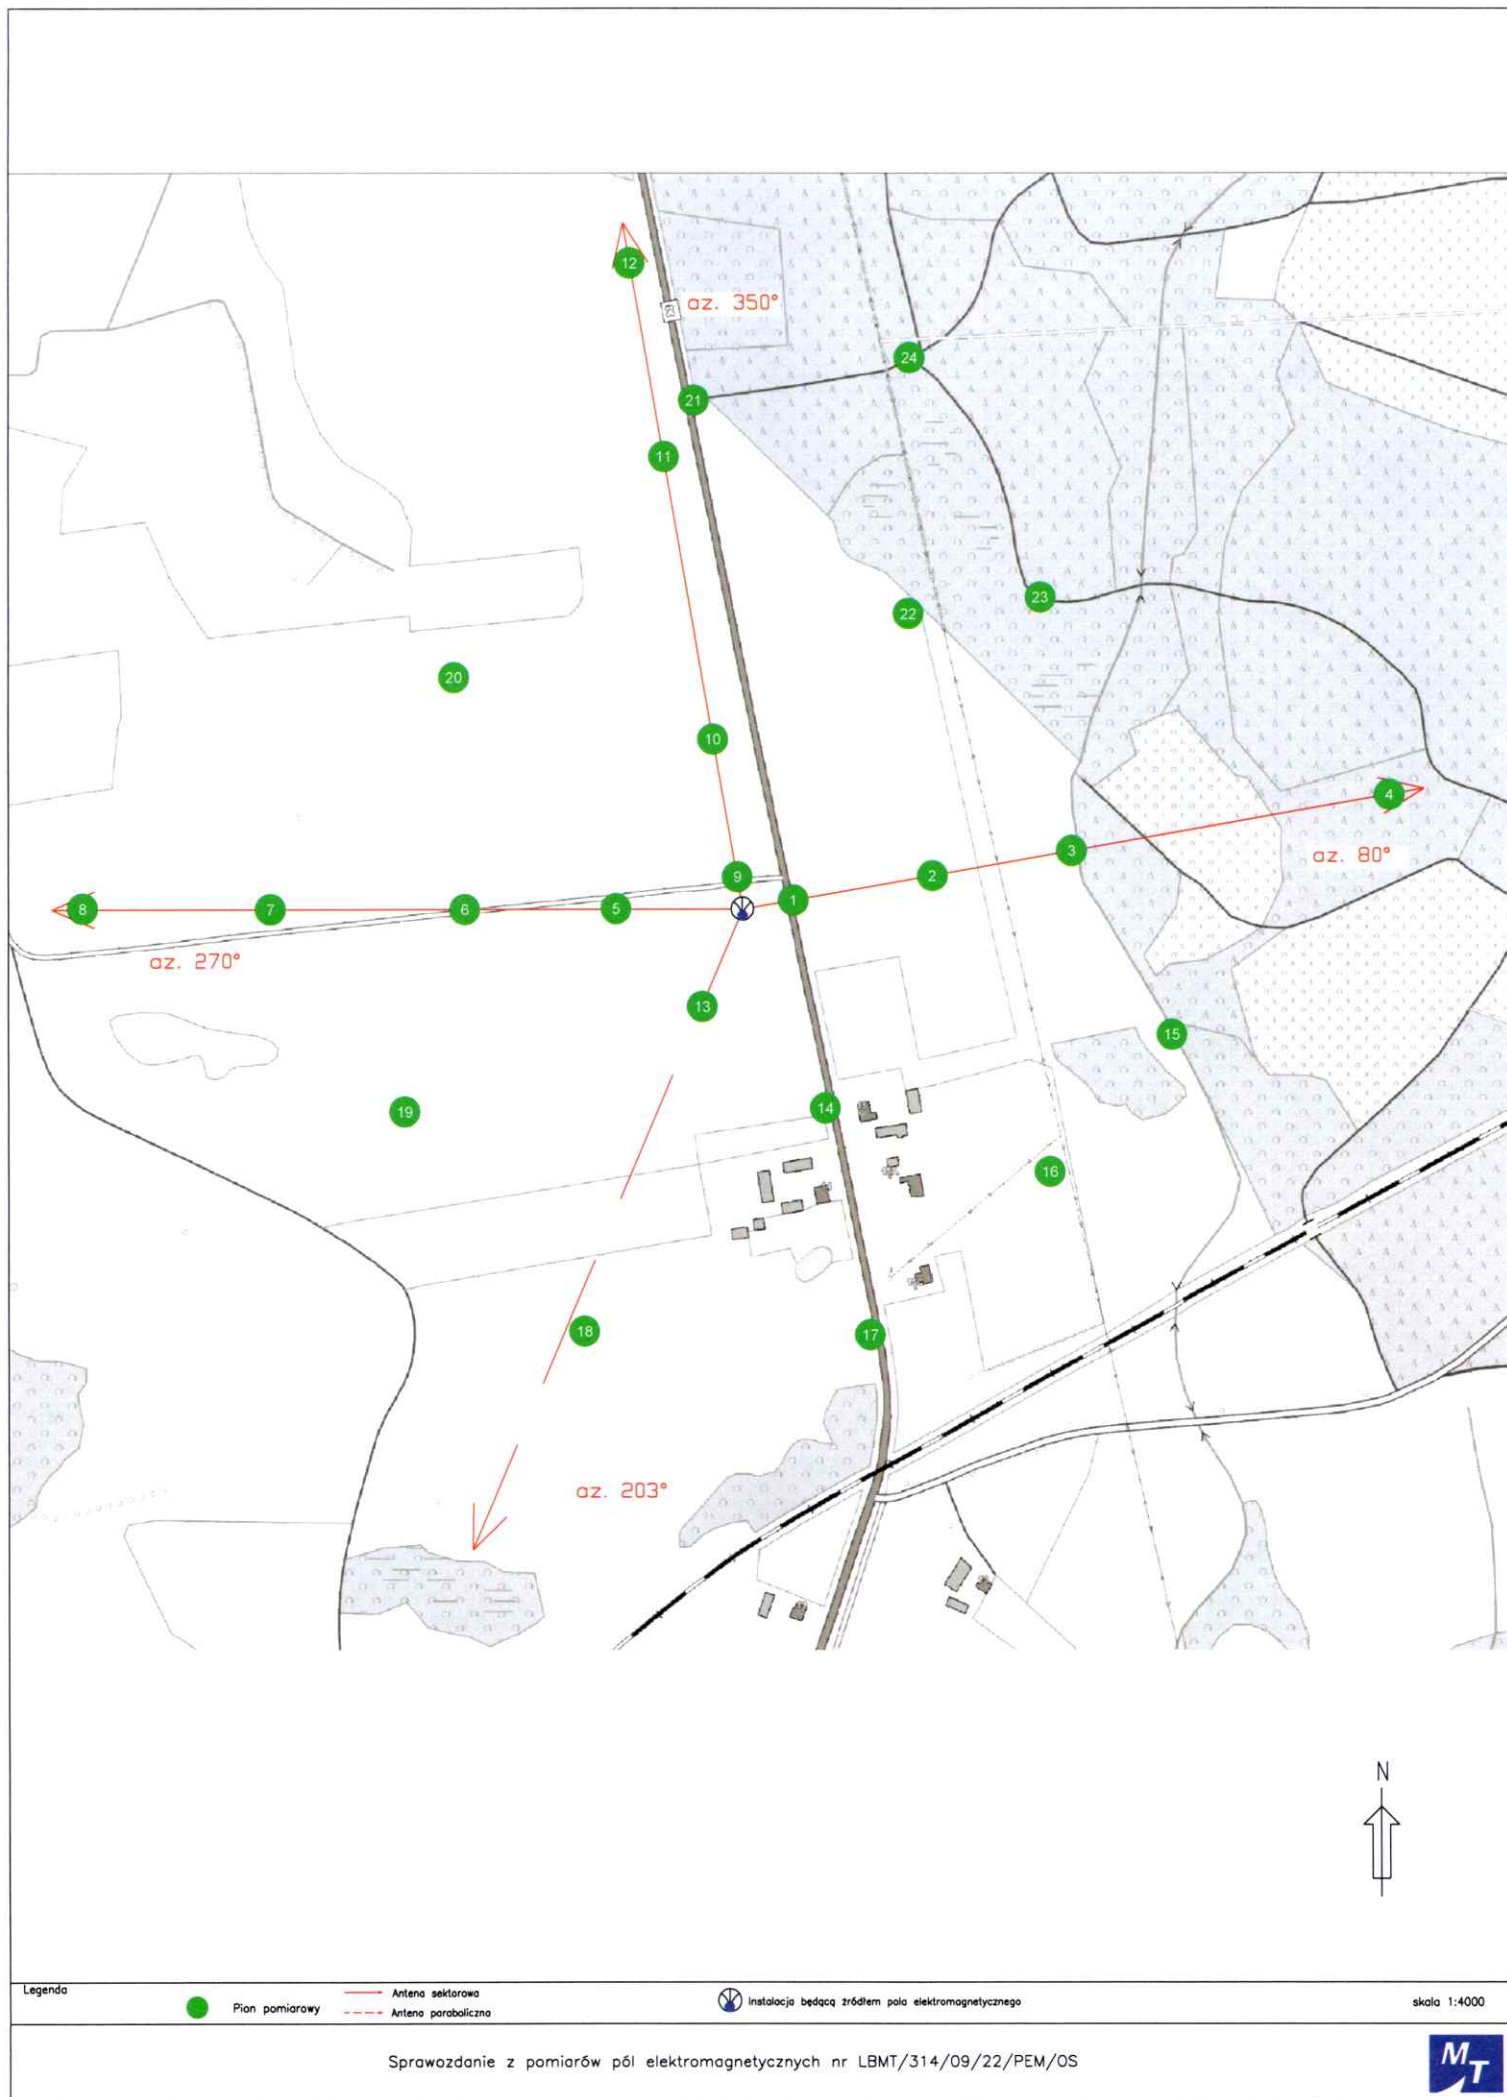 12
63
az. 350°
24
21
11
23
22
20
10
4
3
az. 80°
9
2
8
7
6
5
1
az. 270°
13
15
14
19
16
18
17
az. 203°
N
Legenda
Pion pomiarowy
Antena sektorowa
Antena paraboliczna
Instalacja będącą źródłem pola elektromagnetycznego
skala 1:4000
Sprawozdanie z pomiarów pól elektromagnetycznych nr LBMT/314/09/22/PEM/OS
MT